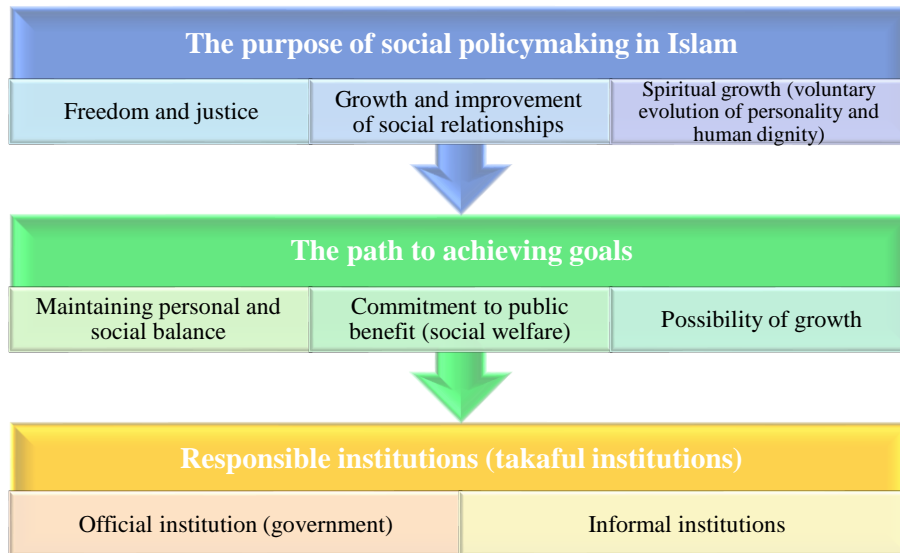 The purpose of social policymaking in Islam
Freedom and justice
Growth and improvement
of social relationships
Spiritual growth (voluntary
evolution of personality and
human dignity)
The path to achieving goals
Maintaining personal and
social balance
Commitment to public
benefit (social welfare)
Possibility of growth
Responsible institutions (takaful institutions)
Official institution (government)
Informal institutions